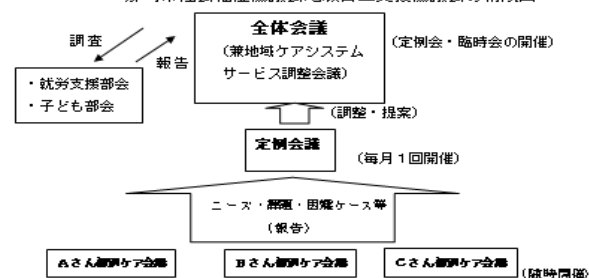 全体会議
(兼地域ケアシステム
サービス調整会議)
(定例会・臨時会の開催)
調査
報告
・就労支援部会
・子ども部会
(調整・提案)
定例会議
(毎月1回開催)
ニーズ・課題・困難ケース等
(報告)
Aさん個別ケア会議
Bさん個別ケア会議
Cさん個別ケア会議
(随時開催)